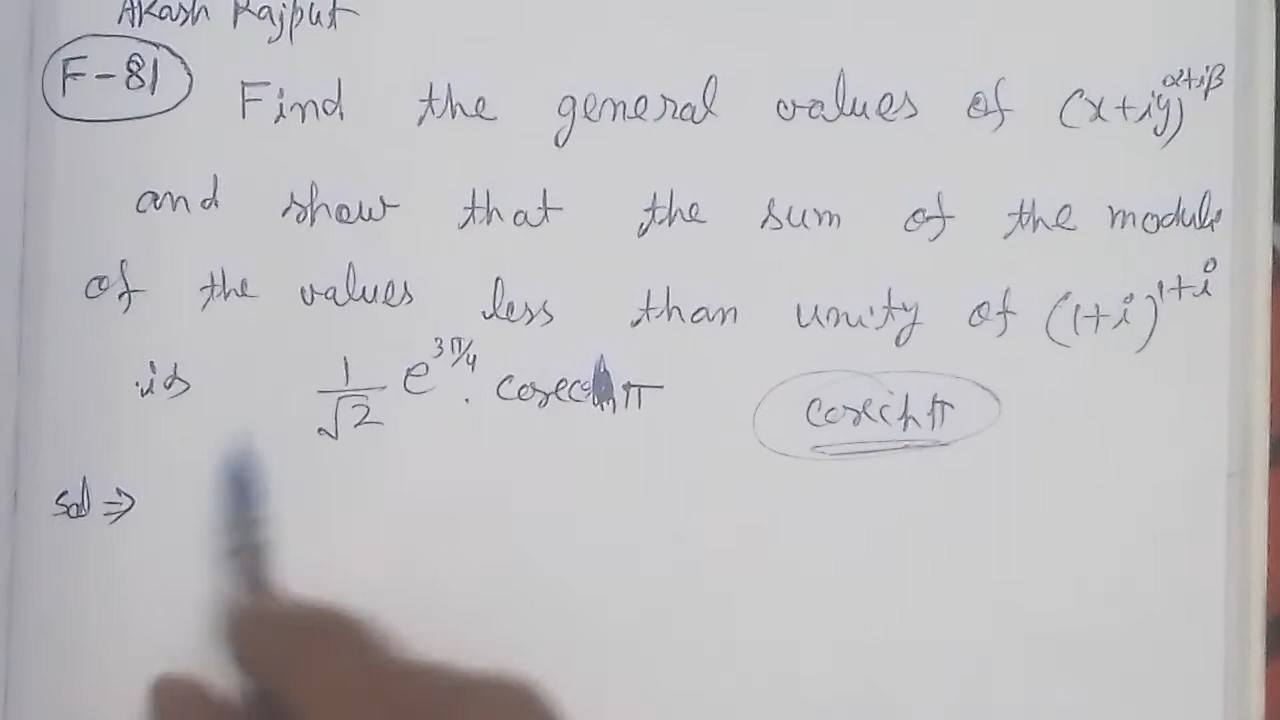 Akash Rajput
F-81 Find the general values of (x+iy)^α+iβ
and show that the sum of the moduli
of the values less than unity of (1+i)^1+i
is 1/√2 e^3π/4 . cosech π cosech π
Sol ⇒